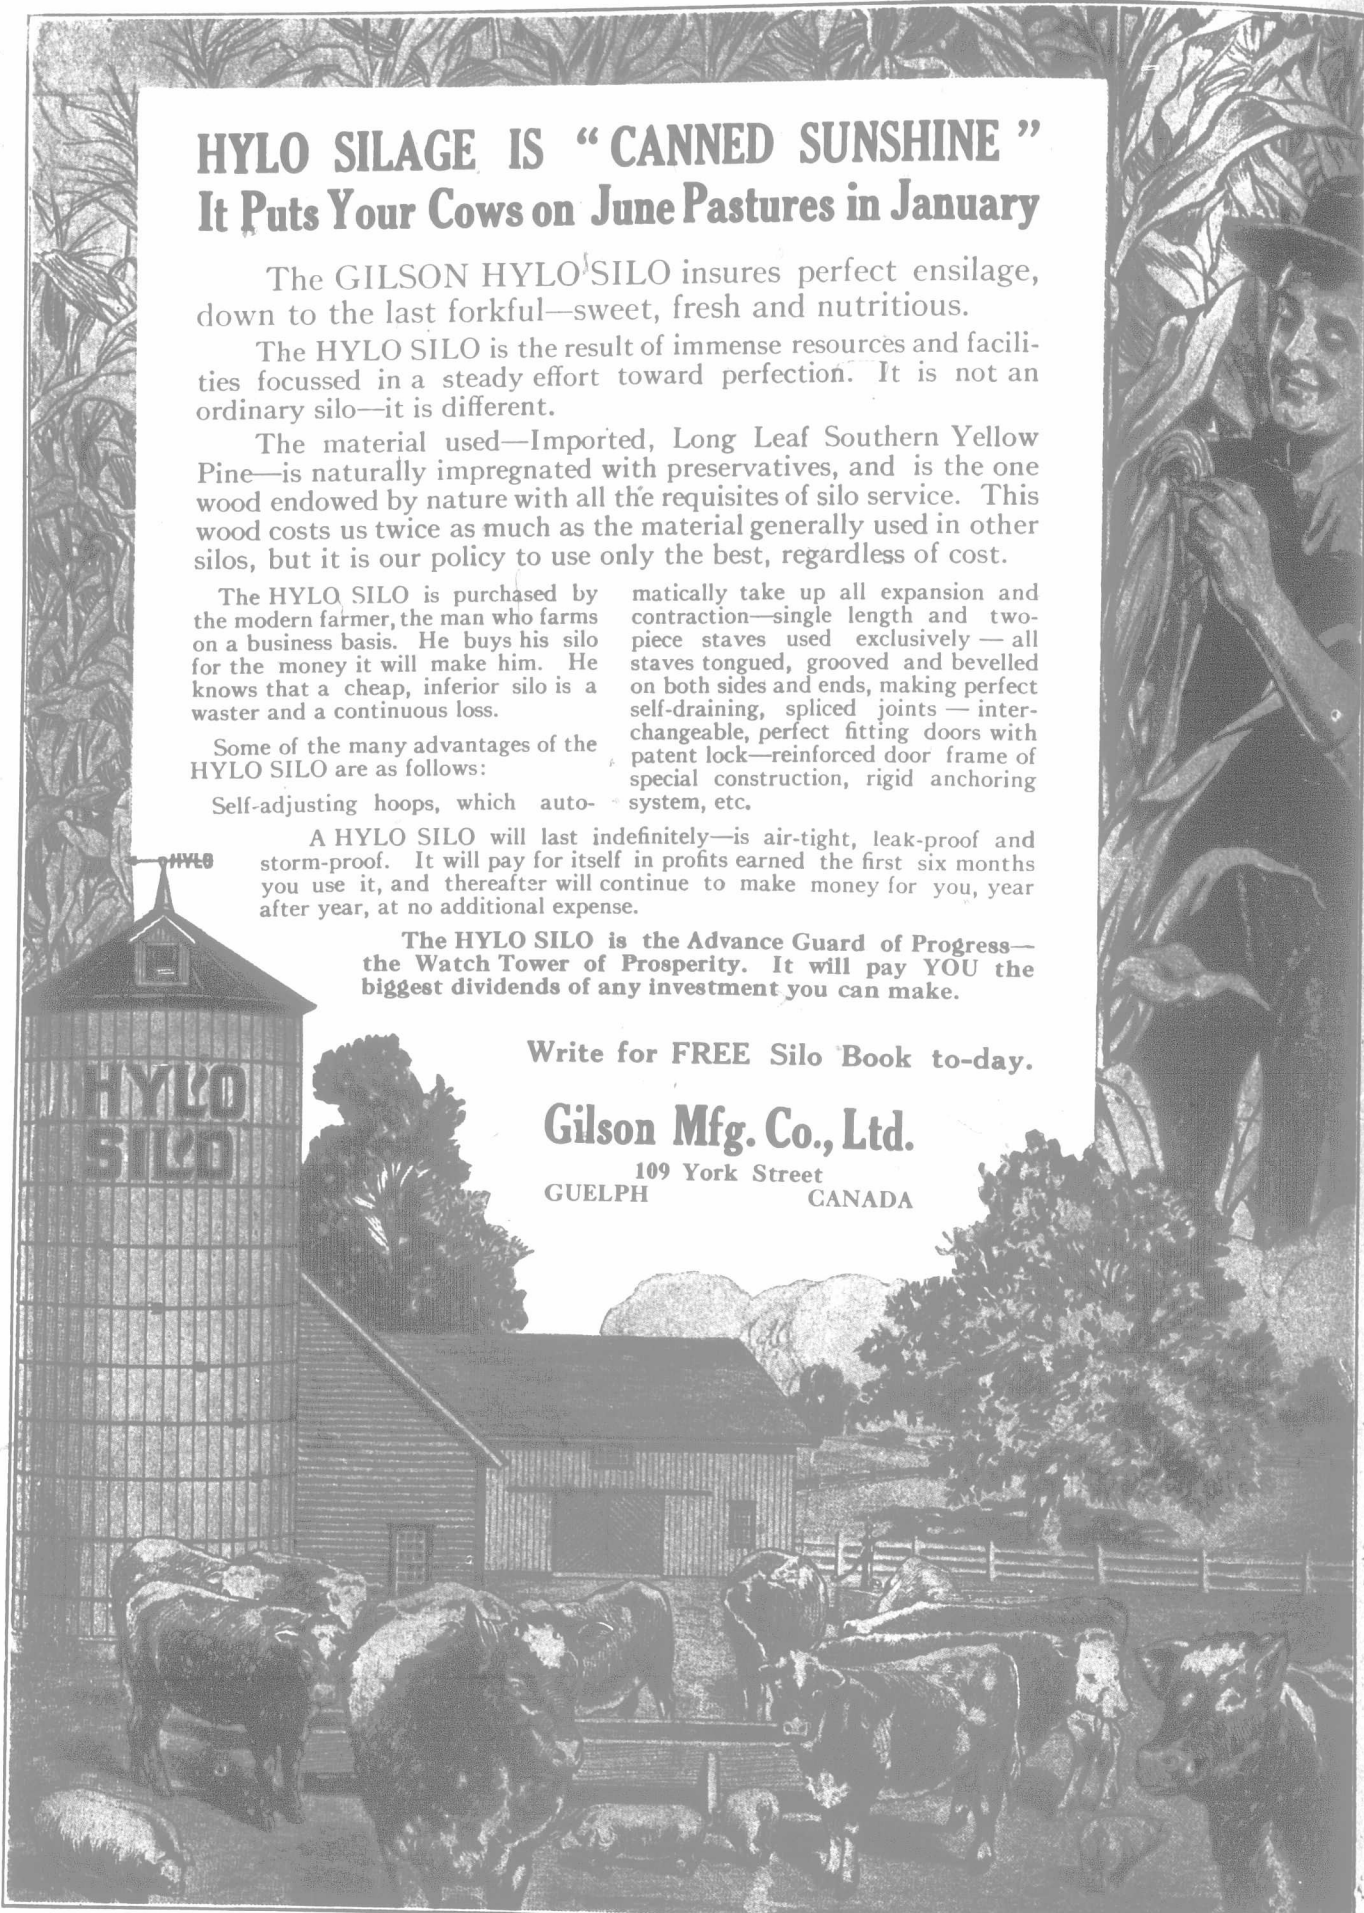 HYLO SILAGE IS "CANNED SUNSHINE"
It Puts Your Cows on June Pastures in January
The GILSON HYLO SILO insures perfect ensilage,
down to the last forkful—sweet, fresh and nutritious.
The HYLO SILO is the result of immense resources and facili-
ties focussed in a steady effort toward perfection. It is not an
ordinary silo—it is different.
The material used—Imported, Long Leaf Southern Yellow
Pine—is naturally impregnated with preservatives, and is the one
wood endowed by nature with all the requisites of silo service. This
wood costs us twice as much as the material generally used in other
silos, but it is our policy to use only the best, regardless of cost.
The HYLO SILO is purchased by
the modern farmer, the man who farms
on a business basis. He buys his silo
for the money it will make him. He
knows that a cheap, inferior silo is a
waster and a continuous loss.
Some of the many advantages of the
HYLO SILO are as follows:
Self-adjusting hoops, which auto-
matically take up all expansion and
contraction—single length and two-
piece staves used exclusively — all
staves tongued, grooved and bevelled
on both sides and ends, making perfect
self-draining, spliced joints — inter-
changeable, perfect fitting doors with
patent lock—reinforced door frame of
special construction, rigid anchoring
system, etc.
A HYLO SILO will last indefinitely—is air-tight, leak-proof and
storm-proof. It will pay for itself in profits earned the first six months
you use it, and thereafter will continue to make money for you, year
after year, at no additional expense.
The HYLO SILO is the Advance Guard of Progress—
the Watch Tower of Prosperity. It will pay YOU the
biggest dividends of any investment you can make.
Write for FREE Silo Book to-day.
Gilson Mfg. Co., Ltd.
109 York Street
GUELPH CANADA
HYLO
HYLO
SILO